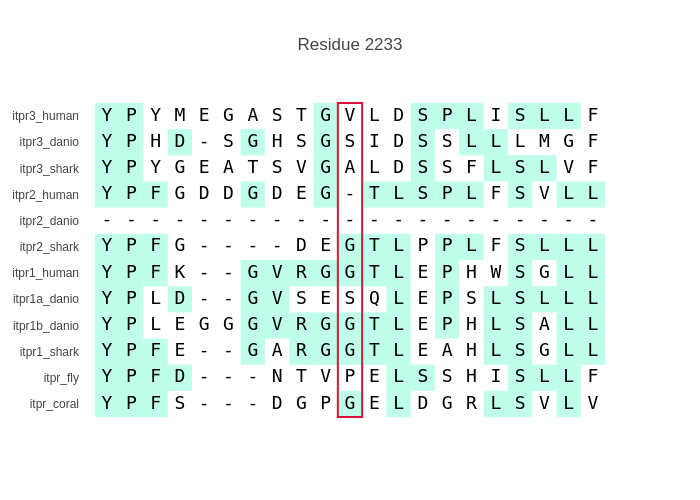 Residue 2233
itpr3_human Y P Y M E G A S T G V L D S P L I S L L F
itpr3_danio Y P H D - S G H S G S I D S S L L L M G F
itpr3_shark Y P Y G E A T S V G A L D S S F L S L V F
itpr2_human Y P F G D D G D E G - T L S P L F S V L L
itpr2_danio - - - - - - - - - - - - - - - - - - - - -
itpr2_shark Y P F G - - - - D E G T L P P L F S L L L
itpr1_human Y P F K - - G V R G G T L E P H W S G L L
itpr1a_danio Y P L D - - G V S E S Q L E P S L S L L L
itpr1b_danio Y P L E G G G V R G G T L E P H L S A L L
itpr1_shark Y P F E - - G A R G G T L E A H L S G L L
itpr_fly Y P F D - - - N T V P E L S S H I S L L F
itpr_coral Y P F S - - - D G P G E L D G R L S V L V